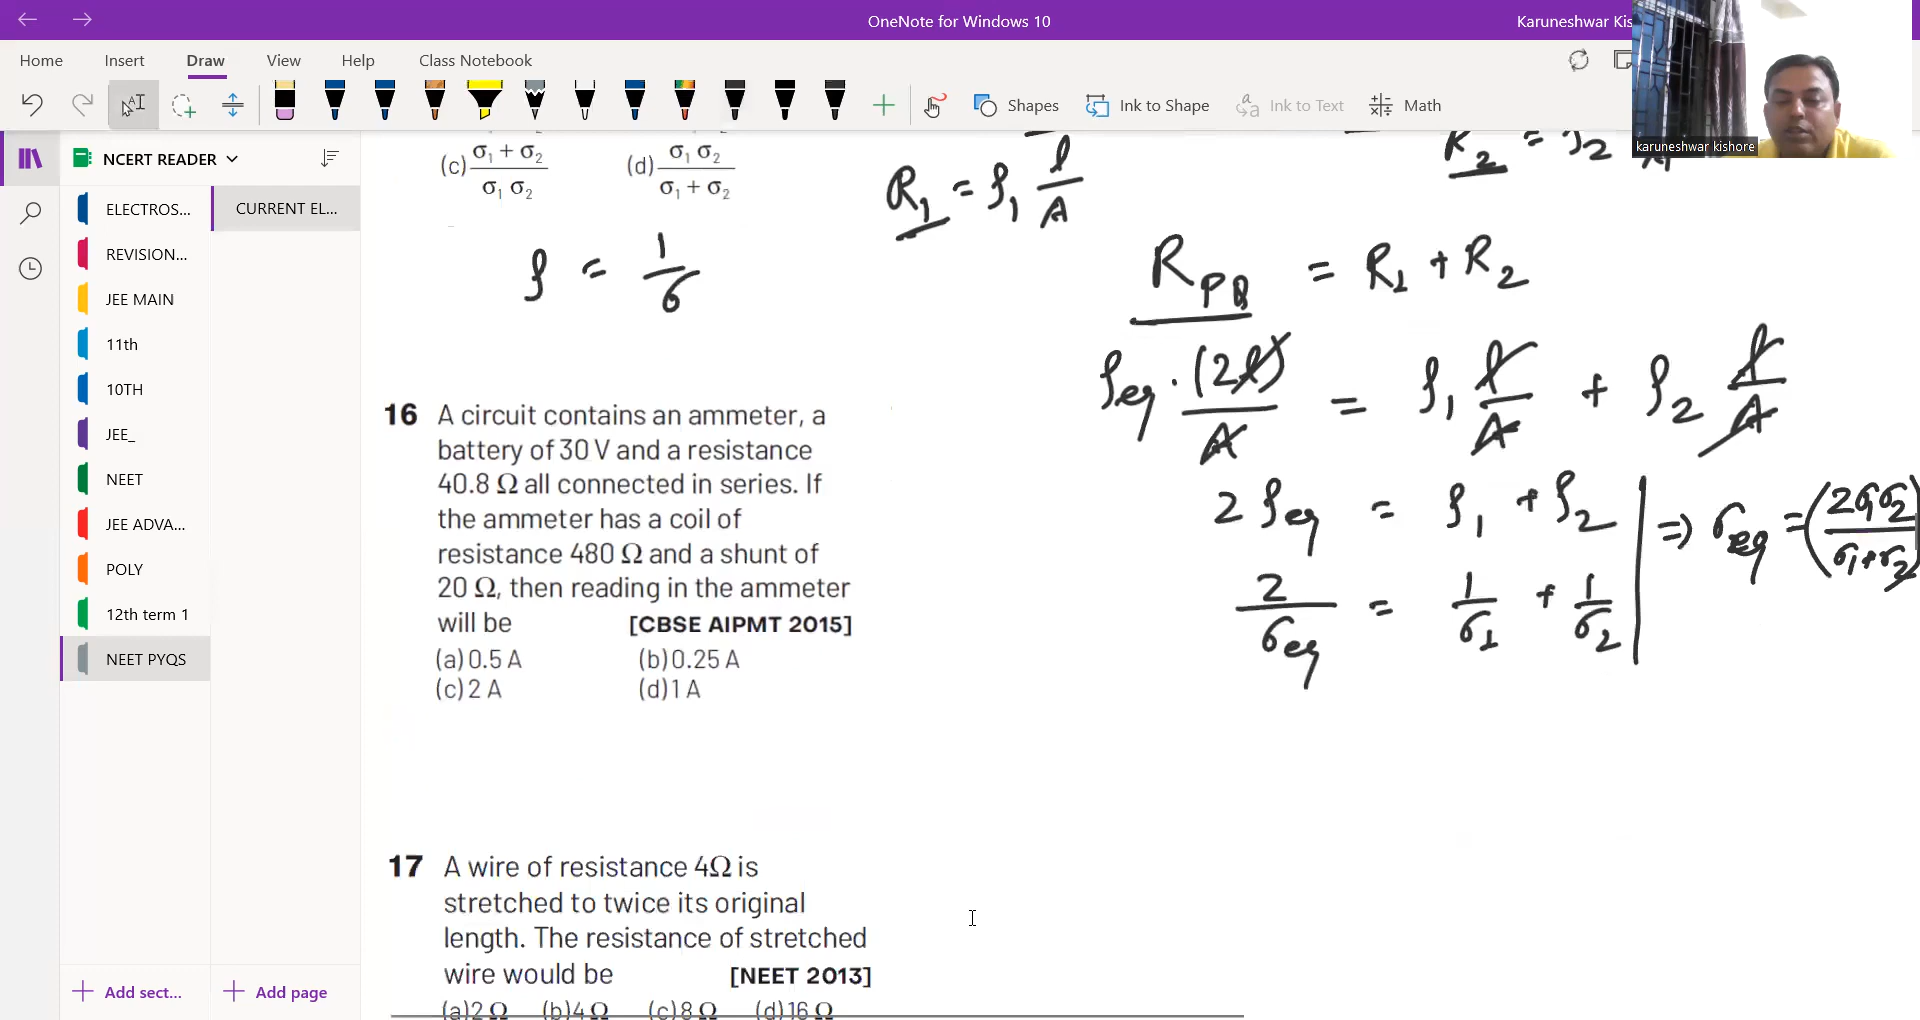 OneNote for Windows 10
Karuneshwar Kis
Home Insert Draw View Help Class Notebook
Shapes Ink to Shape Ink to Text Math
NCERT READER
ELECTROS...
REVISION...
JEE MAIN
11th
10TH
JEE_
NEET
JEE ADVA...
POLY
12th term 1
NEET PYQS
Add sect...
CURRENT EL...
Add page
karuneshwar kishore
(c) σ₁ + σ₂ / σ₁ σ₂ (d) σ₁ σ₂ / σ₁ + σ₂
ρ = 1/σ
16 A circuit contains an ammeter, a
battery of 30 V and a resistance
40.8 Ω all connected in series. If
the ammeter has a coil of
resistance 480 Ω and a shunt of
20 Ω, then reading in the ammeter
will be [CBSE AIPMT 2015]
(a) 0.5 A (b) 0.25 A
(c) 2 A (d) 1 A
17 A wire of resistance 4Ω is
stretched to twice its original
length. The resistance of stretched
wire would be [NEET 2013]
(a) 2 Ω (b) 4 Ω (c) 8 Ω (d) 16 Ω
R₁ = ρ₁ l/A
R₂ = ρ₂
R_PQ = R₁ + R₂
ρ_eq · (2l)/A = ρ₁ l/A + ρ₂ l/A
2 ρ_eq = ρ₁ + ρ₂
2/σ_eq = 1/σ₁ + 1/σ₂
⇒ σ_eq = (2σ₁σ₂ / σ₁+σ₂)